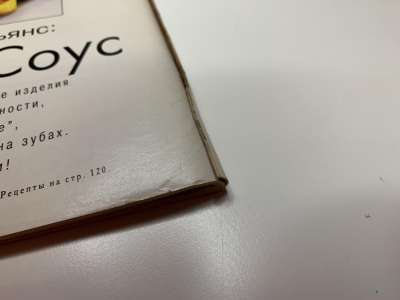 ьянс:
Соус
е изделия
ности,
е",
на зубах.
и!
Рецепты на стр. 120.